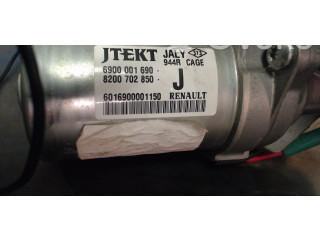 JTEKT JALY
944R CAGE
6900 001 690
8200 702 850 J
6016900001150 RENAULT